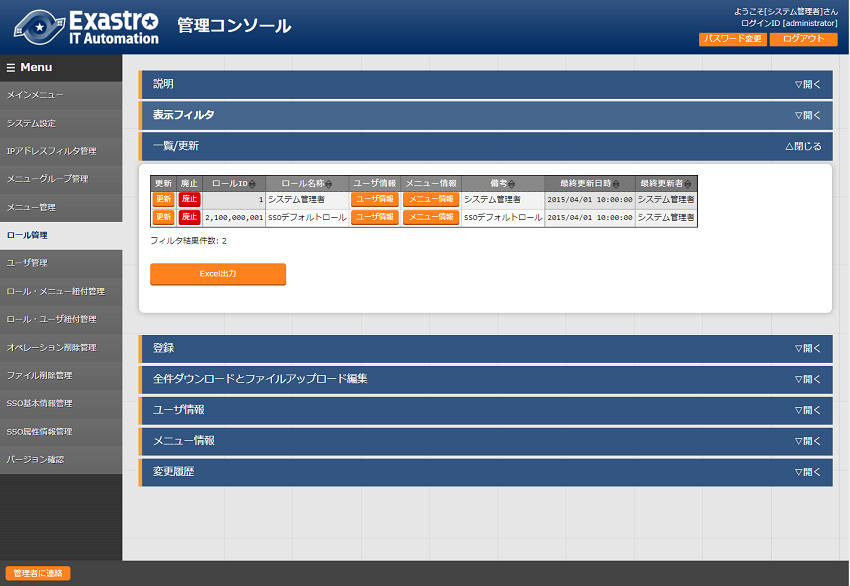 Exastro
IT Automation
管理コンソール
ようこそ[システム管理者]さん
ログインID [administrator]
パスワード変更 ログアウト
☰ Menu
メインメニュー
システム設定
IPアドレスフィルタ管理
メニューグループ管理
メニュー管理
ロール管理
ユーザ管理
ロール・メニュー紐付管理
ロール・ユーザ紐付管理
オペレーション削除管理
ファイル削除管理
SSO基本情報管理
SSO属性情報管理
バージョン確認
説明 ▽開く
表示フィルタ ▽開く
一覧/更新 △閉じる
更新 廃止 ロールID ロール名称 ユーザ情報 メニュー情報 備考 最終更新日時 最終更新者
更新 廃止 1 システム管理者 ユーザ情報 メニュー情報 システム管理者 2015/04/01 10:00:00 システム管理者
更新 廃止 2,100,000,001 SSOデフォルトロール ユーザ情報 メニュー情報 SSOデフォルトロール 2015/04/01 10:00:00 システム管理者
フィルタ結果件数: 2
Excel出力
登録 ▽開く
全件ダウンロードとファイルアップロード編集 ▽開く
ユーザ情報 ▽開く
メニュー情報 ▽開く
変更履歴 ▽開く
管理者に連絡